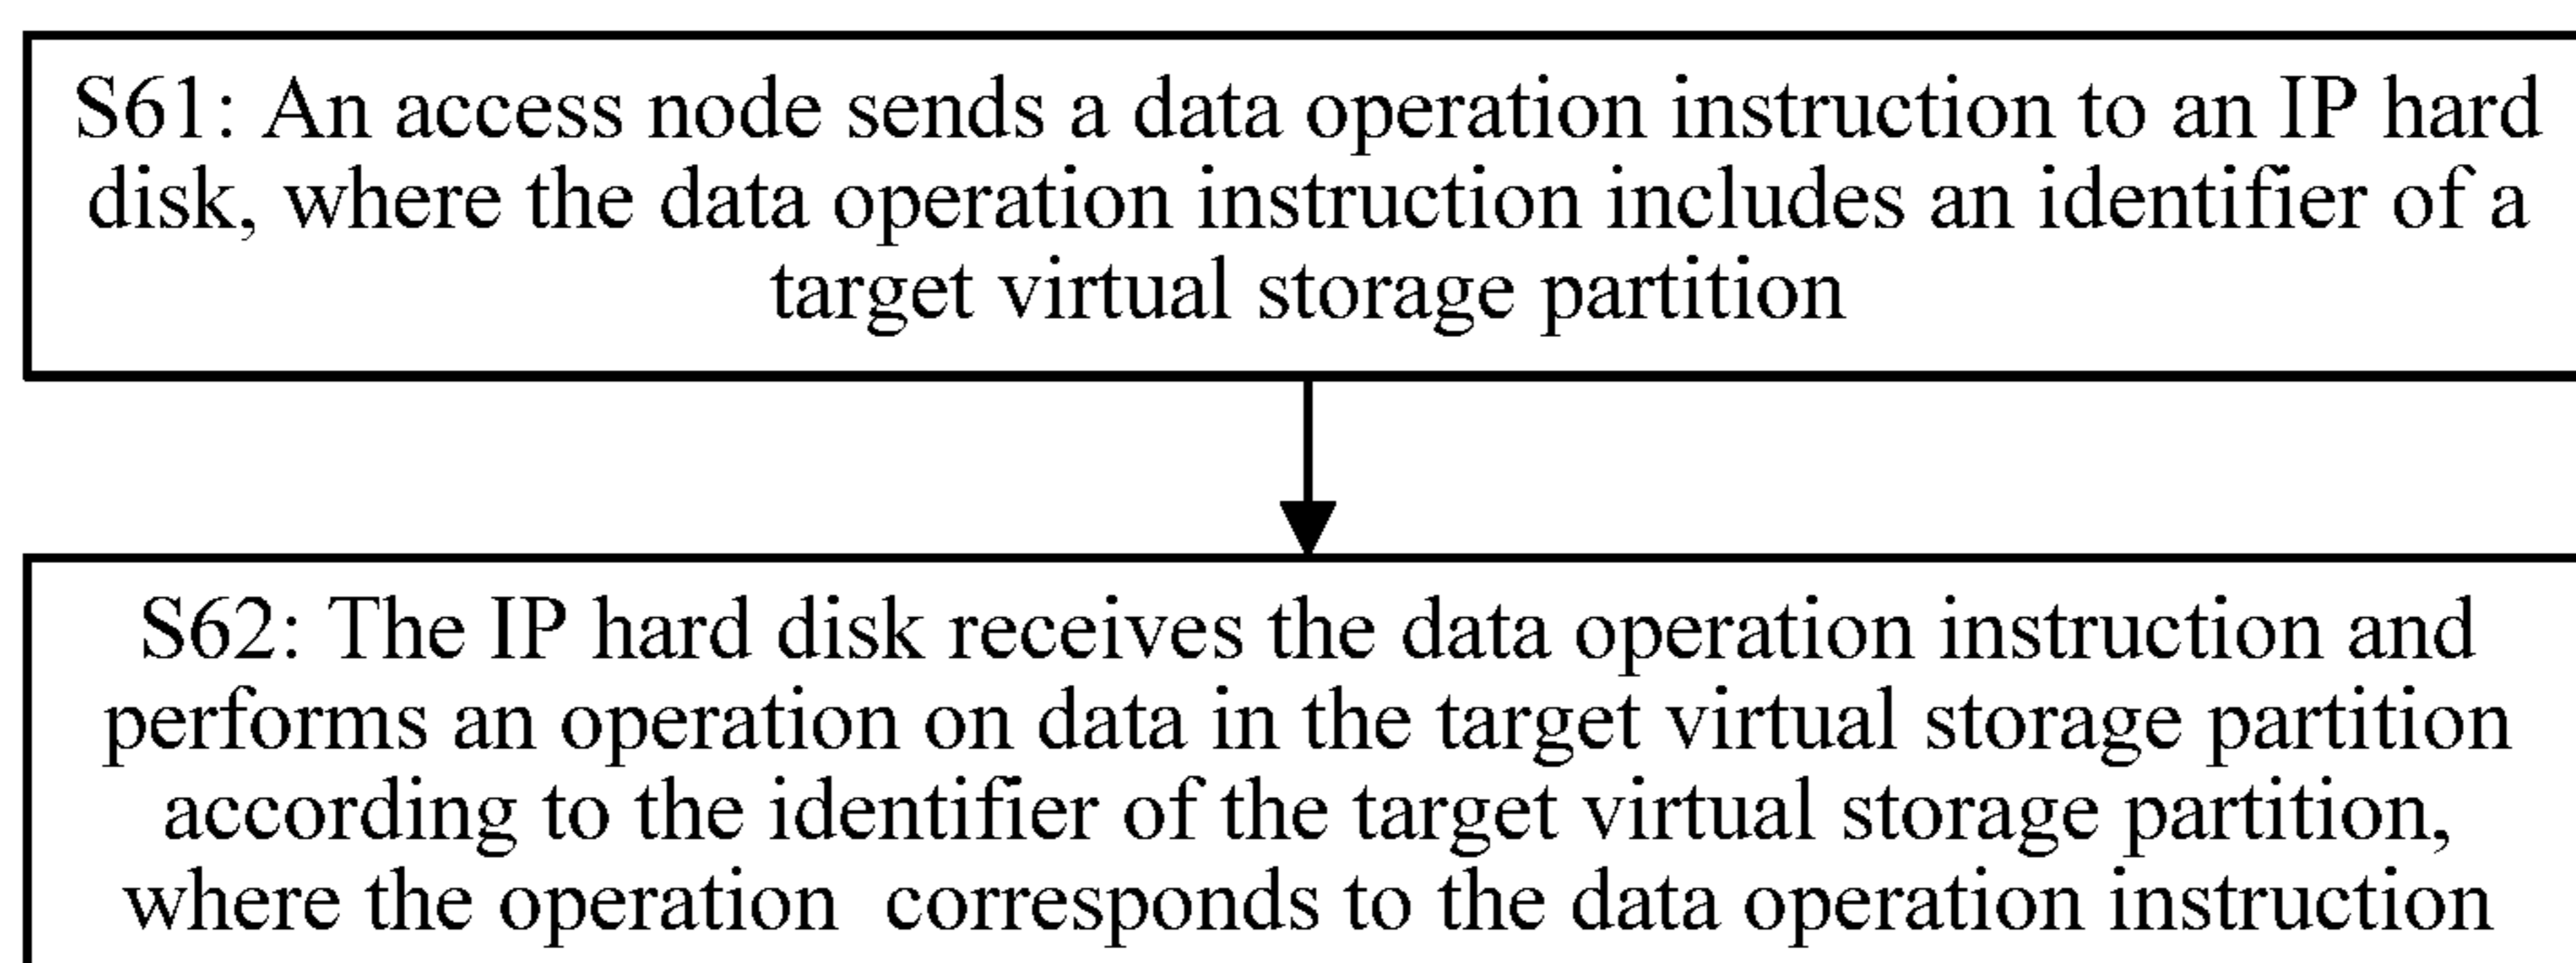 S61: An access node sends a data operation instruction to an IP hard
disk, where the data operation instruction includes an identifier of a
target virtual storage partition
S62: The IP hard disk receives the data operation instruction and
performs an operation on data in the target virtual storage partition
according to the identifier of the target virtual storage partition,
where the operation  corresponds to the data operation instruction